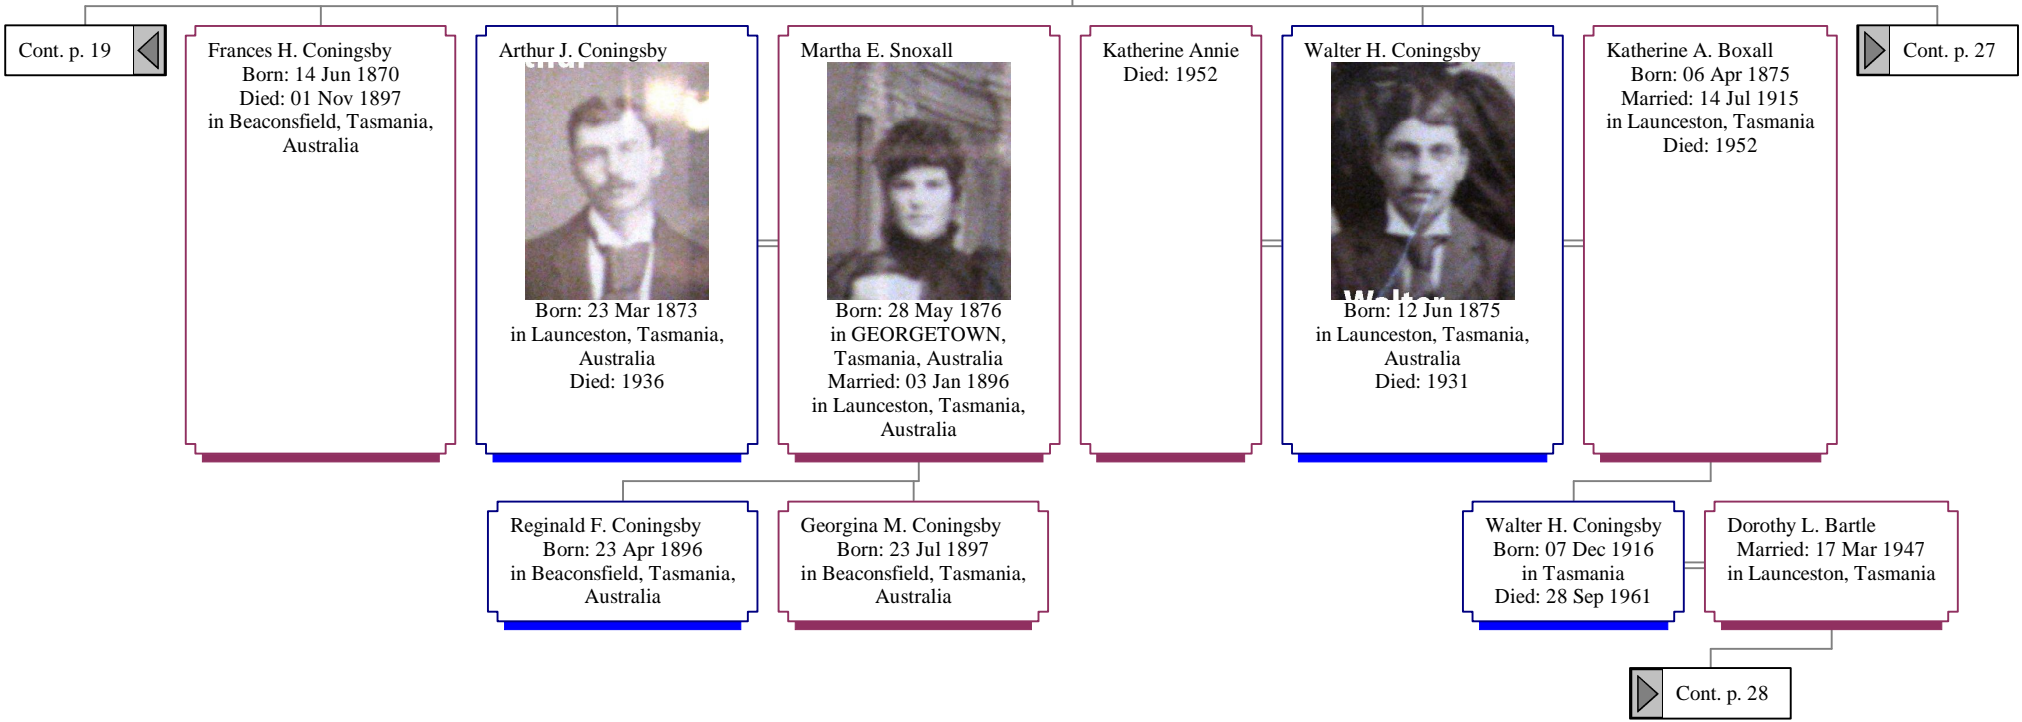 Cont. p. 19
Frances H. Coningsby
Born: 14 Jun 1870
Died: 01 Nov 1897
in Beaconsfield, Tasmania,
Australia
Arthur J. Coningsby
thur
Born: 23 Mar 1873
in Launceston, Tasmania,
Australia
Died: 1936
Martha E. Snoxall
Born: 28 May 1876
in GEORGETOWN,
Tasmania, Australia
Married: 03 Jan 1896
in Launceston, Tasmania,
Australia
Katherine Annie
Died: 1952
Walter H. Coningsby
Walter
Born: 12 Jun 1875
in Launceston, Tasmania,
Australia
Died: 1931
Katherine A. Boxall
Born: 06 Apr 1875
Married: 14 Jul 1915
in Launceston, Tasmania
Died: 1952
Cont. p. 27
Reginald F. Coningsby
Born: 23 Apr 1896
in Beaconsfield, Tasmania,
Australia
Georgina M. Coningsby
Born: 23 Jul 1897
in Beaconsfield, Tasmania,
Australia
Walter H. Coningsby
Born: 07 Dec 1916
in Tasmania
Died: 28 Sep 1961
Dorothy L. Bartle
Married: 17 Mar 1947
in Launceston, Tasmania
Cont. p. 28